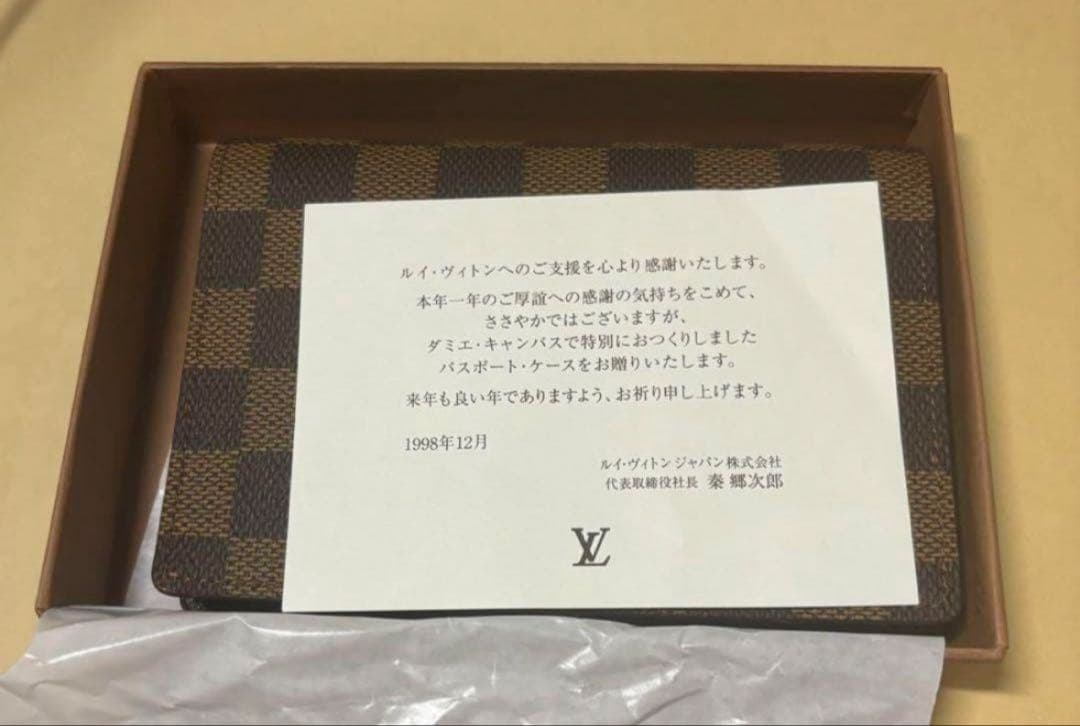 ルイ・ヴィトンへのご支援を心より感謝いたします。
本年一年のご厚誼への感謝の気持ちをこめて、
ささやかではございますが、
ダミエ・キャンバスで特別におつくりしました
パスポート・ケースをお贈りいたします。
来年も良い年でありますよう、お祈り申し上げます。
1998年12月
ルイ・ヴィトン ジャパン株式会社
代表取締役社長 秦 郷次郎
LV